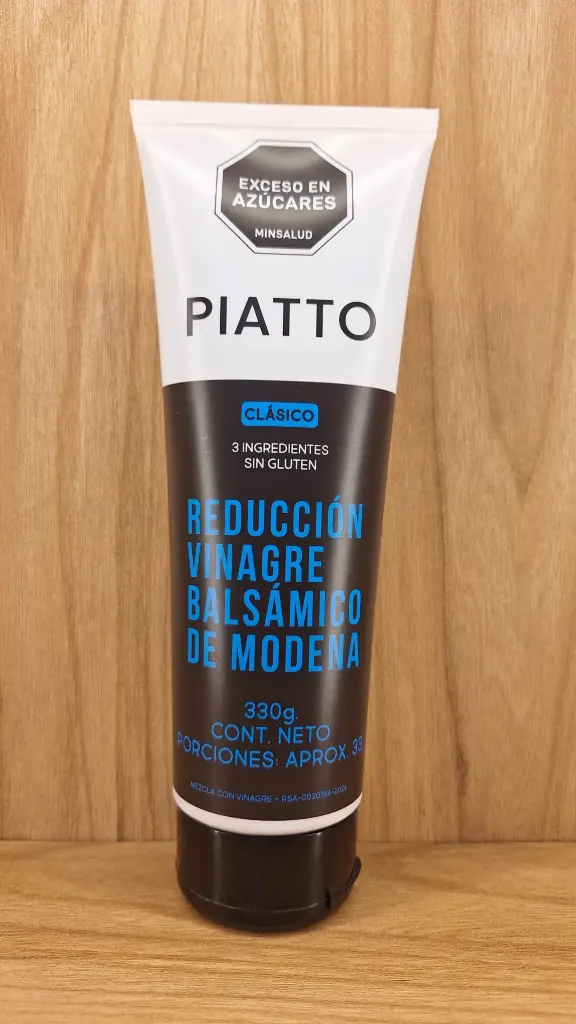 EXCESO EN
AZÚCARES
MINSALUD
PIATTO
CLÁSICO
3 INGREDIENTES
SIN GLUTEN
REDUCCIÓN
VINAGRE
BALSÁMICO
DE MODENA
330g.
CONT. NETO
PORCIONES: APROX. 33
MEZCLA CON VINAGRE -